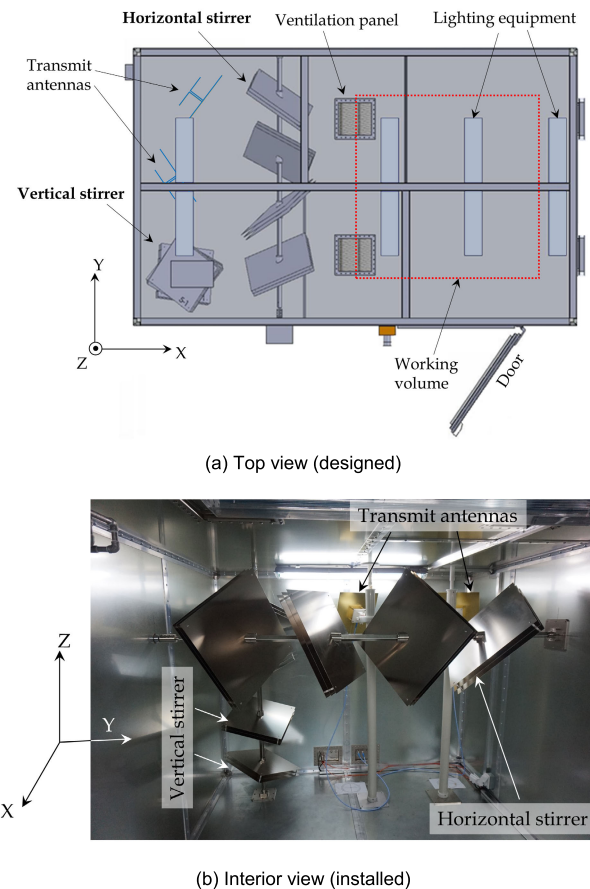 Horizontal stirrer
Ventilation panel
Lighting equipment
Transmit
antennas
Vertical stirrer
S-1
Y
Z
X
Working
volume
Door
(a) Top view (designed)
Transmit antennas
Z
Y
X
Vertical stirrer
Horizontal stirrer
(b) Interior view (installed)